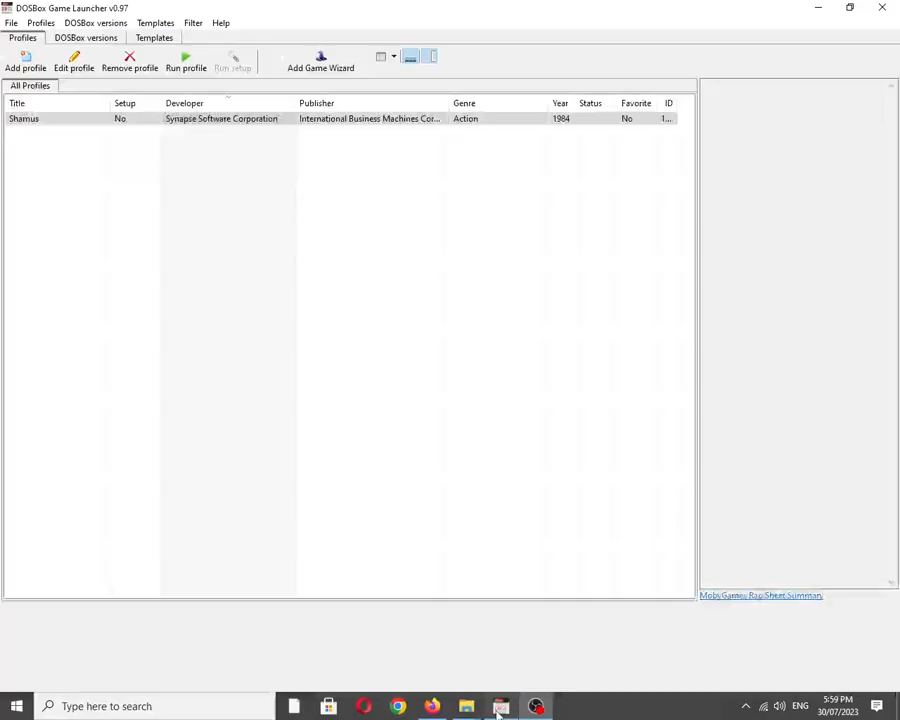 DOSBox Game Launcher v0.97
File Profiles DOSBox versions Templates Filter Help
Profiles DOSBox versions Templates
Add profile Edit profile Remove profile Run profile Run setup Add Game Wizard
All Profiles
Title Setup Developer Publisher Genre Year Status Favorite ID
Shamus No Synapse Software Corporation International Business Machines Cor... Action 1984 No 1...
MobyGames Rap Sheet Summary
Type here to search
ENG
5:59 PM
30/07/2023